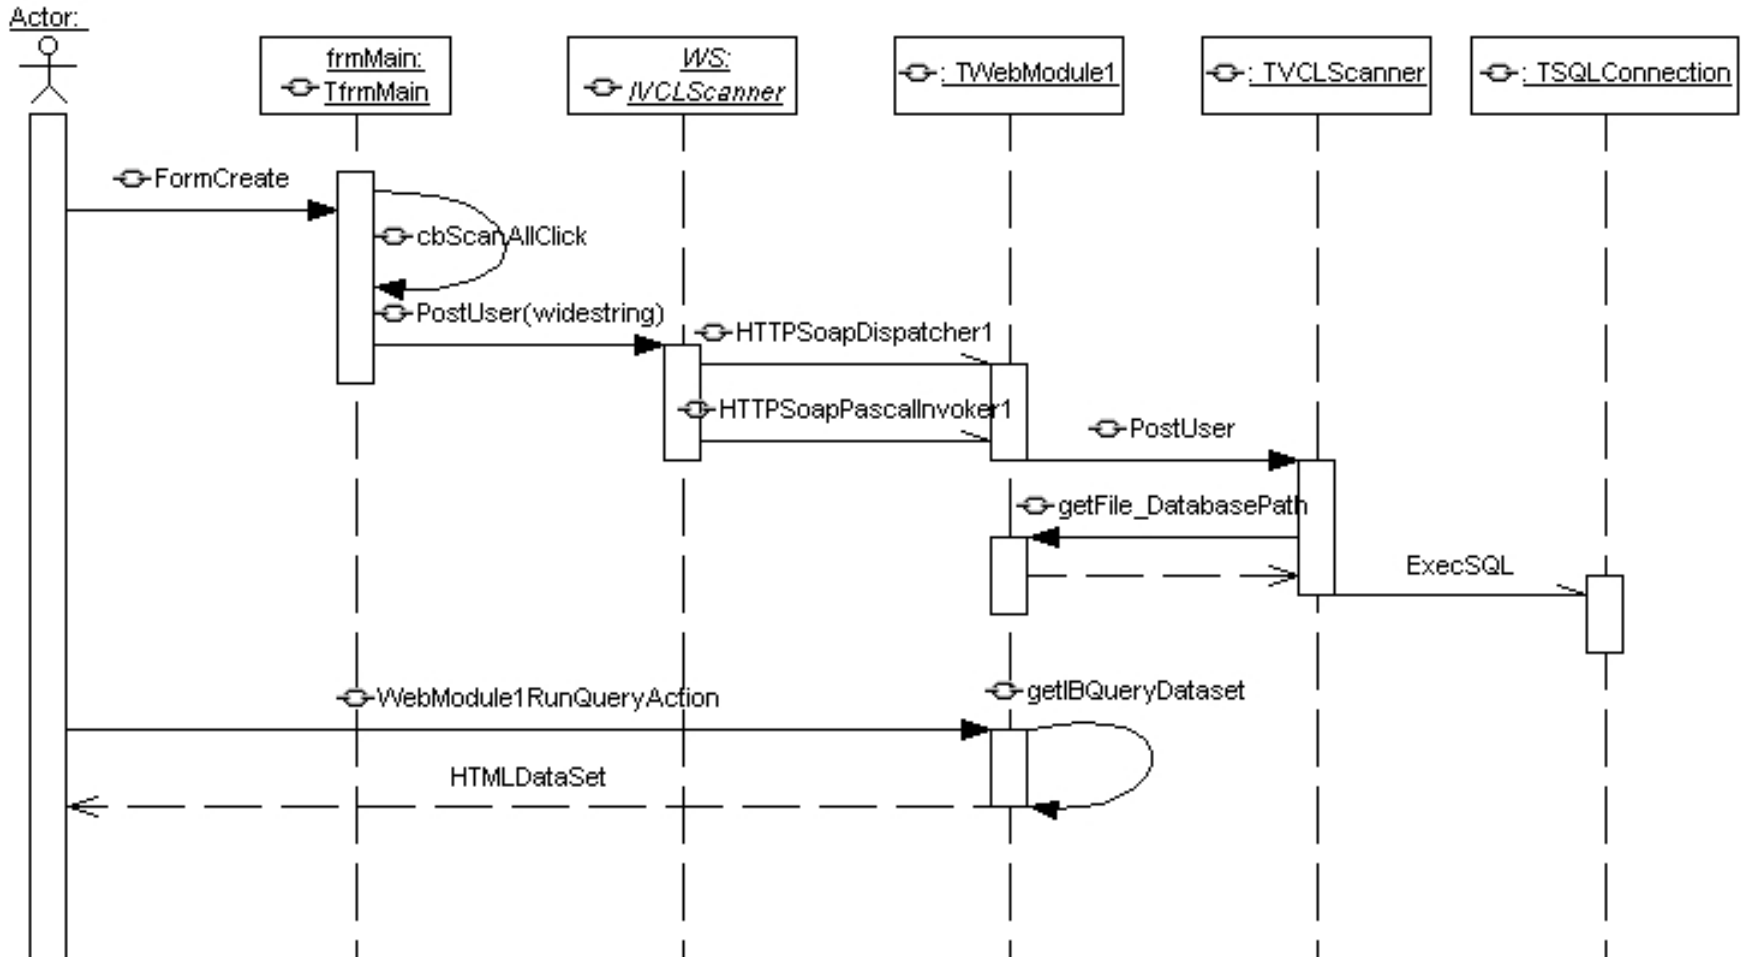 Actor:
frmMain:
TfrmMain
WS:
IVCLScanner
: TWebModule1
: TVCLScanner
: TSQLConnection
FormCreate
cbScanAllClick
PostUser(widestring)
HTTPSoapDispatcher1
HTTPSoapPascalInvoker1
PostUser
getFile_DatabasePath
ExecSQL
WebModule1RunQueryAction
getIBQueryDataset
HTMLDataSet